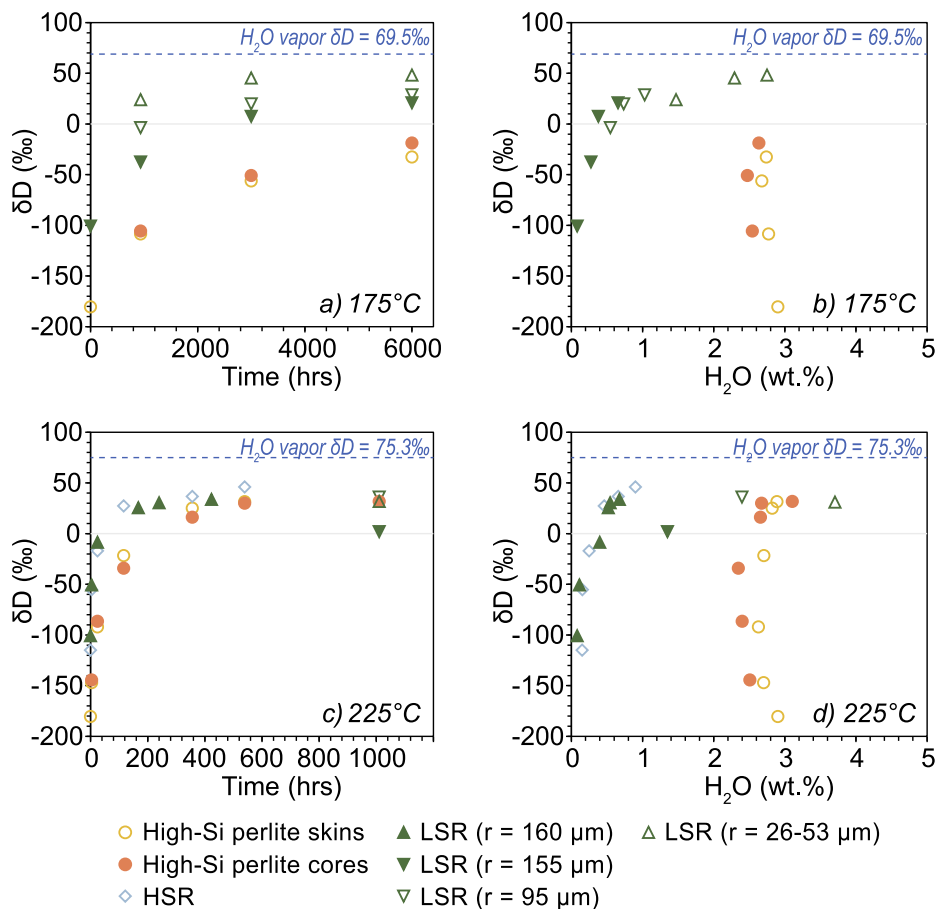 100
50
0
-50
-100
-150
-200
δD (‰)
H₂O vapor δD = 69.5‰
a) 175°C
0 2000 4000 6000
Time (hrs)
100
50
0
-50
-100
-150
-200
δD (‰)
H₂O vapor δD = 69.5‰
b) 175°C
0 1 2 3 4 5
H₂O (wt.%)
100
50
0
-50
-100
-150
-200
δD (‰)
H₂O vapor δD = 75.3‰
c) 225°C
0 200 400 600 800 1000
Time (hrs)
100
50
0
-50
-100
-150
-200
δD (‰)
H₂O vapor δD = 75.3‰
d) 225°C
0 1 2 3 4 5
H₂O (wt.%)
High-Si perlite skins
High-Si perlite cores
HSR
LSR (r = 160 µm)
LSR (r = 155 µm)
LSR (r = 95 µm)
LSR (r = 26-53 µm)